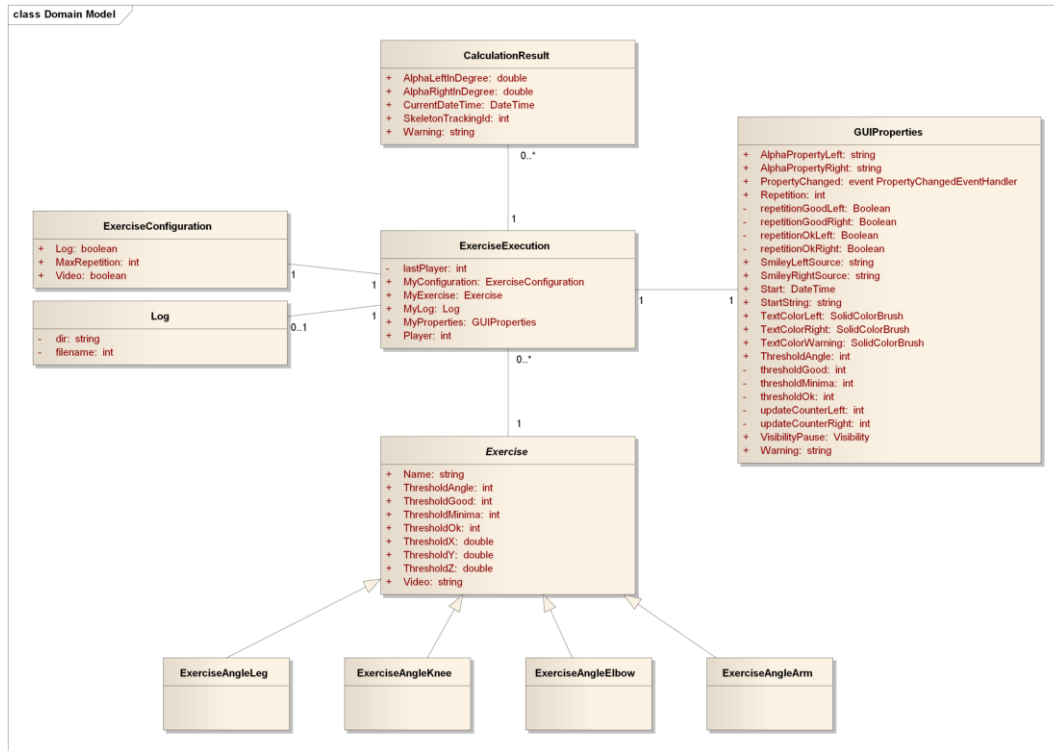 class Domain Model
CalculationResult
+ AlphaLeftInDegree: double
+ AlphaRightInDegree: double
+ CurrentDateTime: DateTime
+ SkeletonTrackingId: int
+ Warning: string
0..*
1
GUIProperties
+ AlphaPropertyLeft: string
+ AlphaPropertyRight: string
+ PropertyChanged: event PropertyChangedEventHandler
+ Repetition: int
- repetitionGoodLeft: Boolean
- repetitionGoodRight: Boolean
- repetitionOkLeft: Boolean
- repetitionOkRight: Boolean
+ SmileyLeftSource: string
+ SmileyRightSource: string
+ Start: DateTime
+ StartString: string
+ TextColorLeft: SolidColorBrush
+ TextColorRight: SolidColorBrush
+ TextColorWarning: SolidColorBrush
+ ThresholdAngle: int
- thresholdGood: int
- thresholdMinima: int
- thresholdOk: int
- updateCounterLeft: int
- updateCounterRight: int
+ VisibilityPause: Visibility
+ Warning: string
ExerciseConfiguration
+ Log: boolean
+ MaxRepetition: int
+ Video: boolean
1
1
Log
- dir: string
- filename: int
0..1
1
ExerciseExecution
- lastPlayer: int
+ MyConfiguration: ExerciseConfiguration
+ MyExercise: Exercise
+ MyLog: Log
+ MyProperties: GUIProperties
+ Player: int
1
1
0..*
1
Exercise
+ Name: string
+ ThresholdAngle: int
+ ThresholdGood: int
+ ThresholdMinima: int
+ ThresholdOk: int
+ ThresholdX: double
+ ThresholdY: double
+ ThresholdZ: double
+ Video: string
ExerciseAngleLeg
ExerciseAngleKnee
ExerciseAngleElbow
ExerciseAngleArm